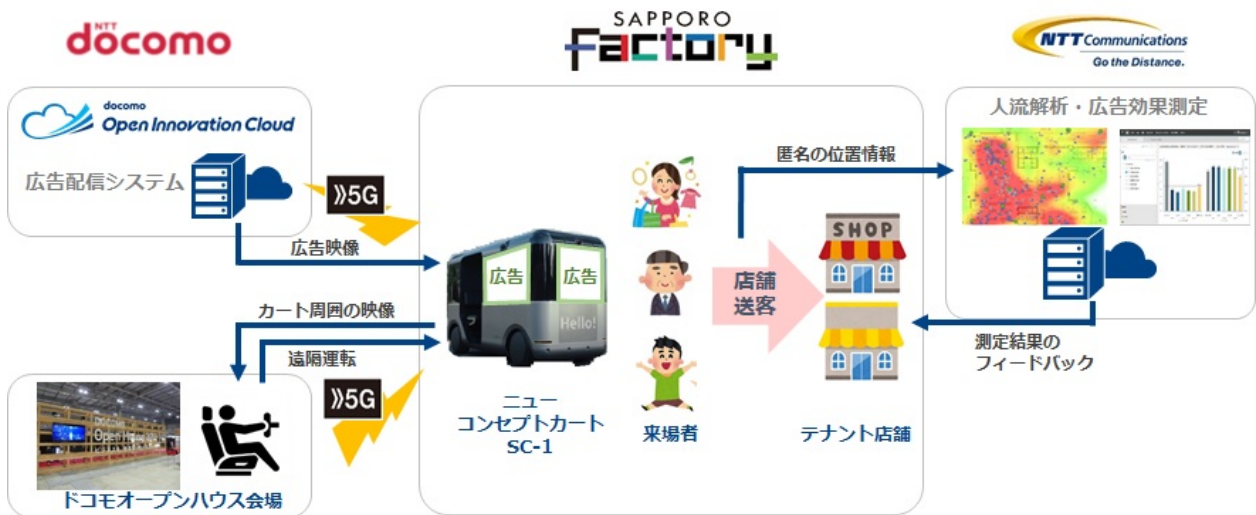 NTT
döcomo
SAPPORO
Factory
NTT Communications
Go the Distance.
docomo
Open Innovation Cloud
広告配信システム
5G
広告映像
カート周囲の映像
遠隔運転
5G
Open House
ドコモオープンハウス会場
広告
広告
Hello!
ニュー
コンセプトカート
SC-1
来場者
店舗
送客
SHOP
テナント店舗
匿名の位置情報
人流解析・広告効果測定
測定結果の
フィードバック